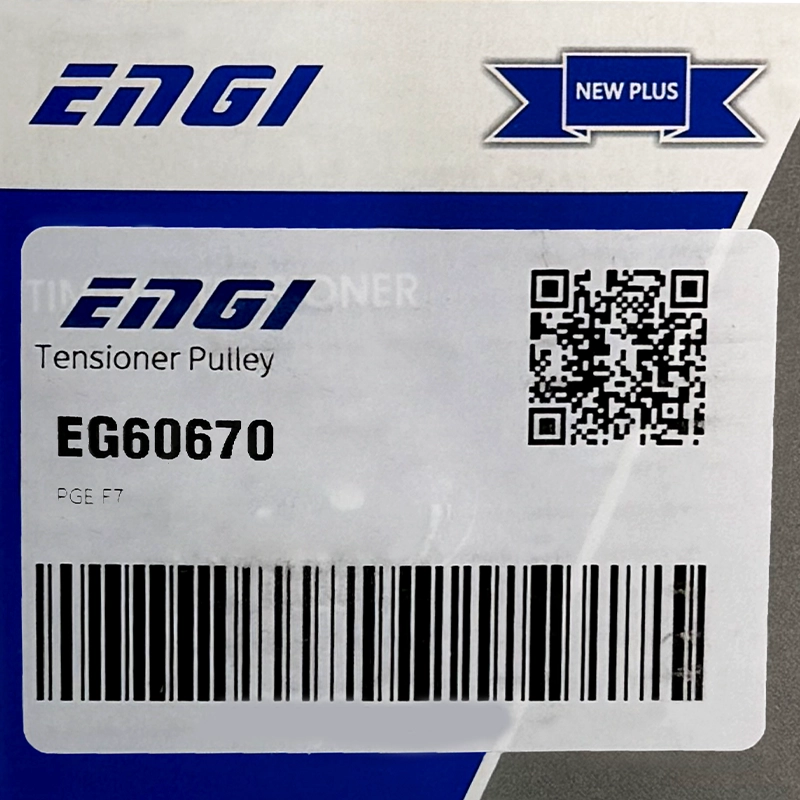 ENGI
NEW PLUS
ENGI
Tensioner Pulley
EG60670
PGE F7